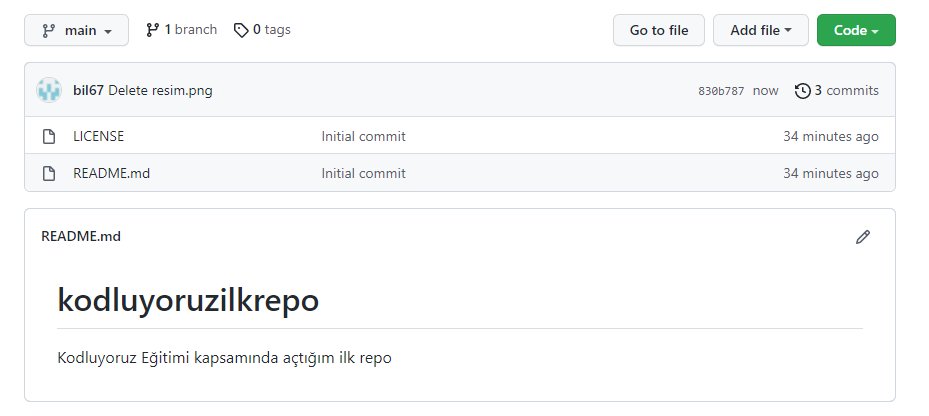 main 1 branch 0 tags Go to file Add file Code
bil67 Delete resim.png 830b787 now 3 commits
LICENSE Initial commit 34 minutes ago
README.md Initial commit 34 minutes ago
README.md
kodluyoruzilkrepo
Kodluyoruz Eğitimi kapsamında açtığım ilk repo